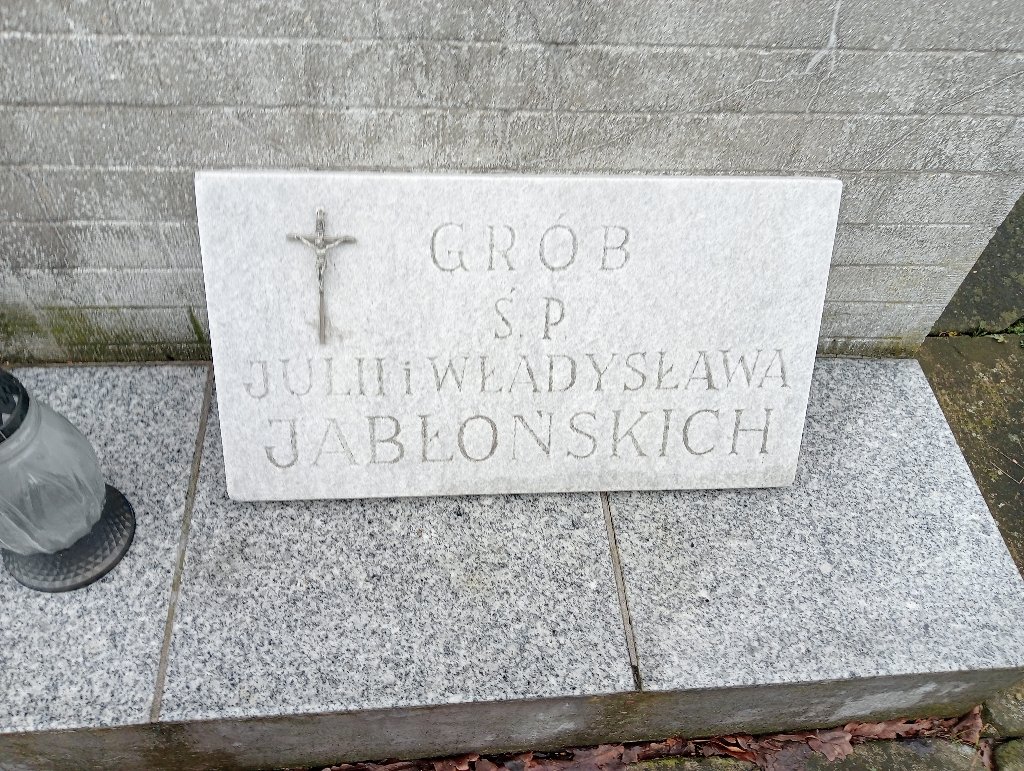 GRÓB
Ś. P.
JULII i WŁADYSŁAWA
JABŁOŃSKICH